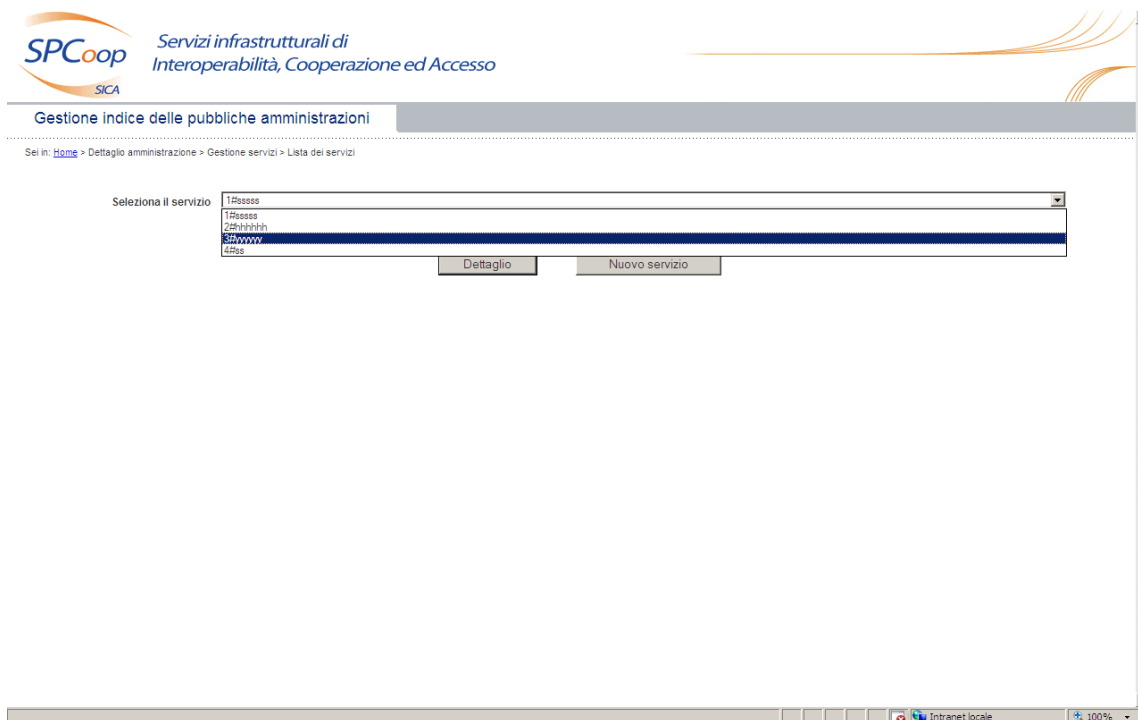 SPCoop
SICA
Servizi infrastrutturali di
Interoperabilità, Cooperazione ed Accesso
Gestione indice delle pubbliche amministrazioni
Sei in: Home > Dettaglio amministrazione > Gestione servizi > Lista dei servizi
Seleziona il servizio 1#sssss
1#sssss
2#hhhhhh
4#ss
Dettaglio Nuovo servizio
Intranet locale 100%